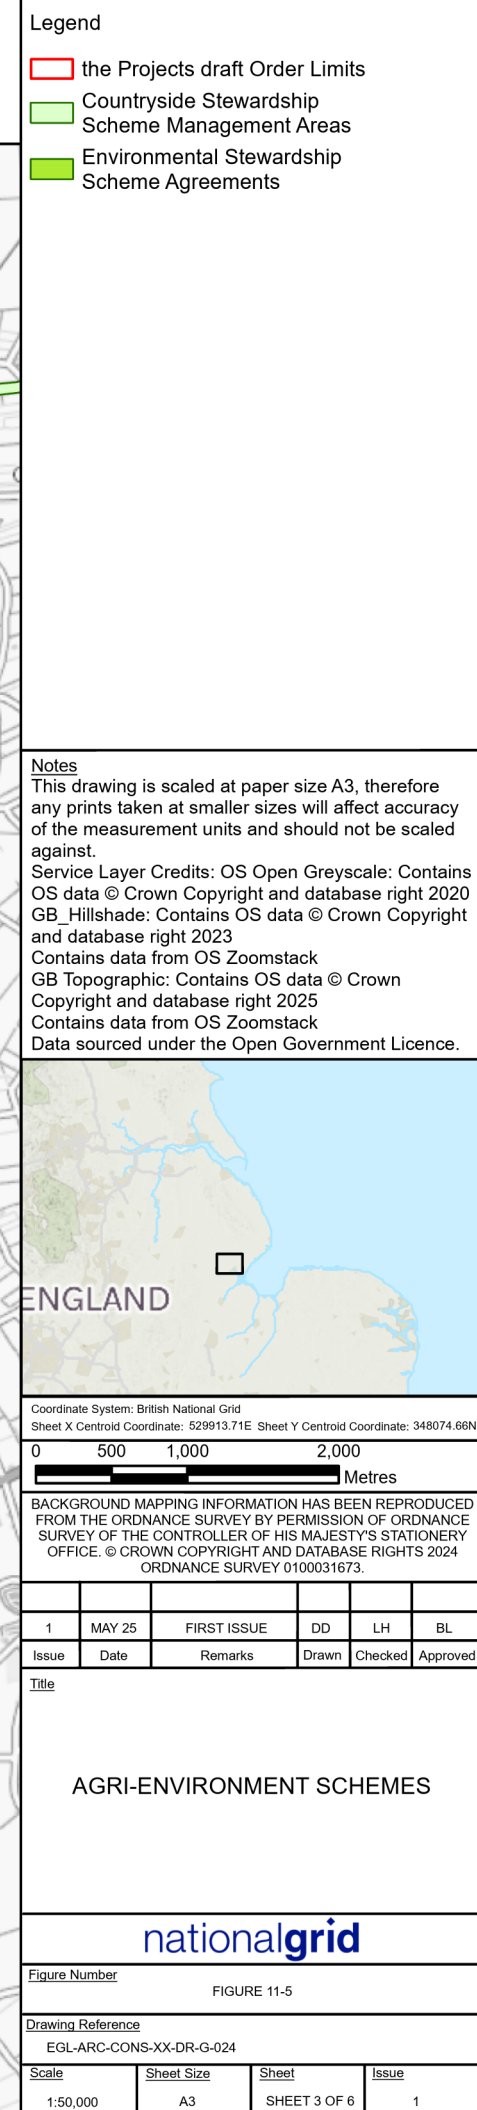 Legend
the Projects draft Order Limits
Countryside Stewardship
Scheme Management Areas
Environmental Stewardship
Scheme Agreements
Notes
This drawing is scaled at paper size A3, therefore
any prints taken at smaller sizes will affect accuracy
of the measurement units and should not be scaled
against.
Service Layer Credits: OS Open Greyscale: Contains
OS data © Crown Copyright and database right 2020
GB_Hillshade: Contains OS data © Crown Copyright
and database right 2023
Contains data from OS Zoomstack
GB Topographic: Contains OS data © Crown
Copyright and database right 2025
Contains data from OS Zoomstack
Data sourced under the Open Government Licence.
ENGLAND
Coordinate System: British National Grid
Sheet X Centroid Coordinate: 529913.71E Sheet Y Centroid Coordinate: 348074.66N
0 500 1,000 2,000
Metres
BACKGROUND MAPPING INFORMATION HAS BEEN REPRODUCED
FROM THE ORDNANCE SURVEY BY PERMISSION OF ORDNANCE
SURVEY OF THE CONTROLLER OF HIS MAJESTY'S STATIONERY
OFFICE. © CROWN COPYRIGHT AND DATABASE RIGHTS 2024
ORDNANCE SURVEY 0100031673.
1 MAY 25 FIRST ISSUE DD LH BL
Issue Date Remarks Drawn Checked Approved
Title
AGRI-ENVIRONMENT SCHEMES
nationalgrid
Figure Number
FIGURE 11-5
Drawing Reference
EGL-ARC-CONS-XX-DR-G-024
Scale Sheet Size Sheet Issue
1:50,000 A3 SHEET 3 OF 6 1